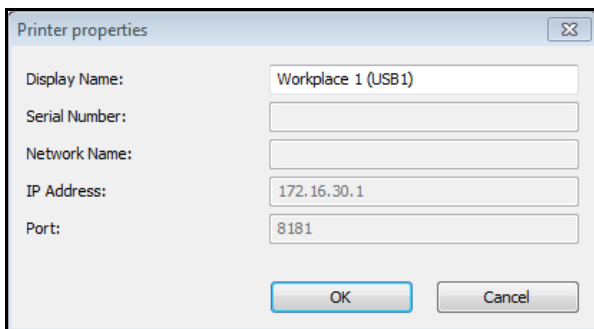 Printer properties
Display Name: Workplace 1 (USB1)
Serial Number:
Network Name:
IP Address: 172.16.30.1
Port: 8181
OK Cancel